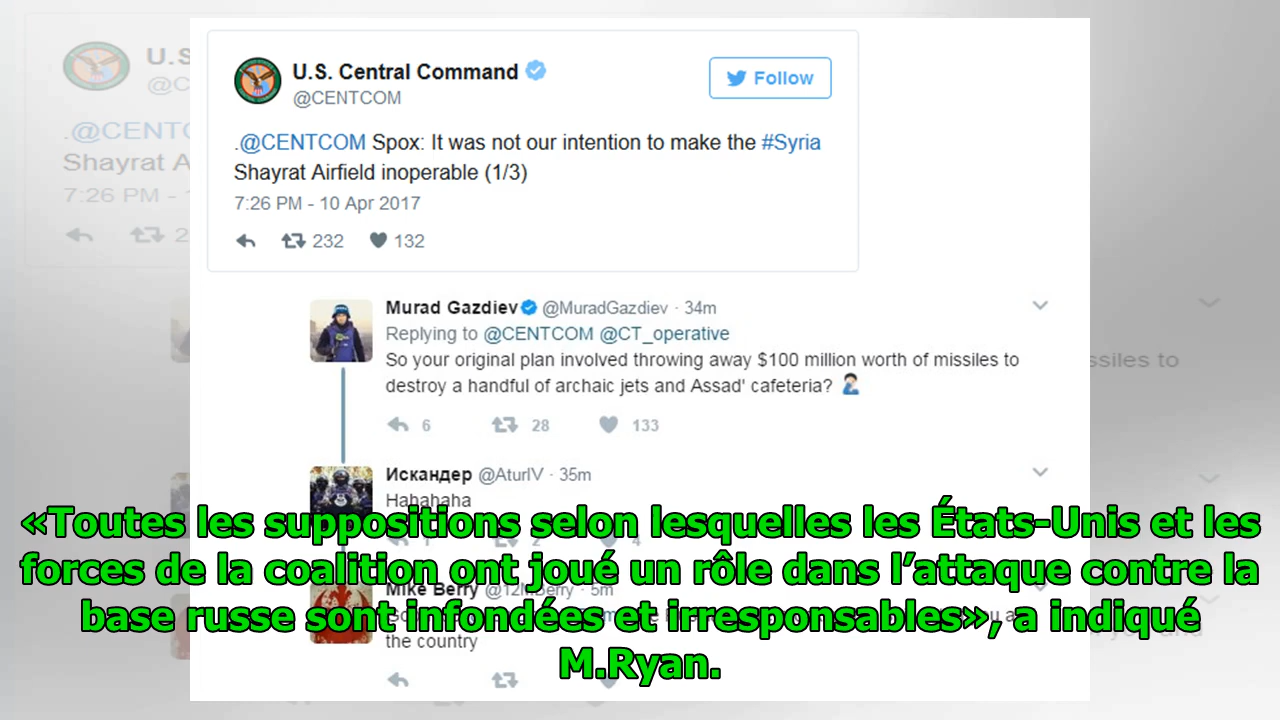 U.S. Central Command
@CENTCOM
Follow
.@CENTCOM Spox: It was not our intention to make the #Syria
Shayrat Airfield inoperable (1/3)
7:26 PM - 10 Apr 2017
232 132
Murad Gazdiev @MuradGazdiev · 34m
Replying to @CENTCOM @CT_operative
So your original plan involved throwing away $100 million worth of missiles to
destroy a handful of archaic jets and Assad' cafeteria?
6 28 133
Искандер @AturIV · 35m
Hahahaha
Mike Berry @12MBerry · 5m
the country
«Toutes les suppositions selon lesquelles les États-Unis et les
forces de la coalition ont joué un rôle dans l’attaque contre la
base russe sont infondées et irresponsables», a indiqué
M.Ryan.